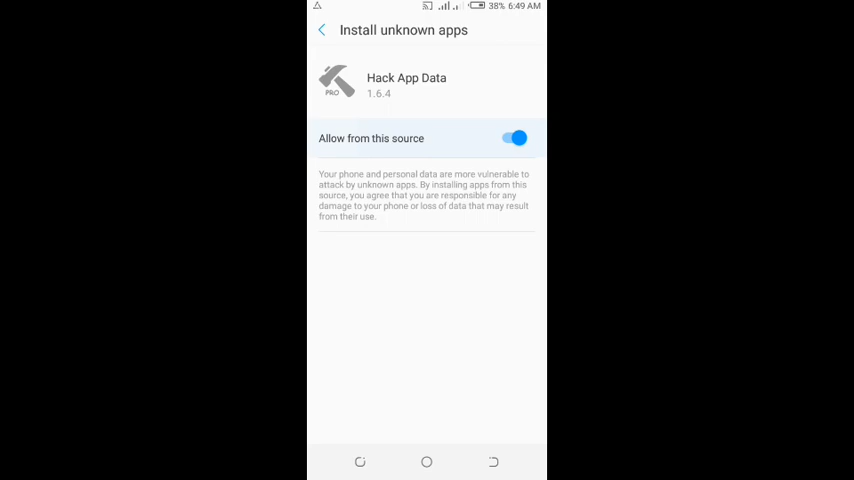 38% 6:49 AM
Install unknown apps
PRO
Hack App Data
1.6.4
Allow from this source
Your phone and personal data are more vulnerable to
attack by unknown apps. By installing apps from this
source, you agree that you are responsible for any
damage to your phone or loss of data that may result
from their use.